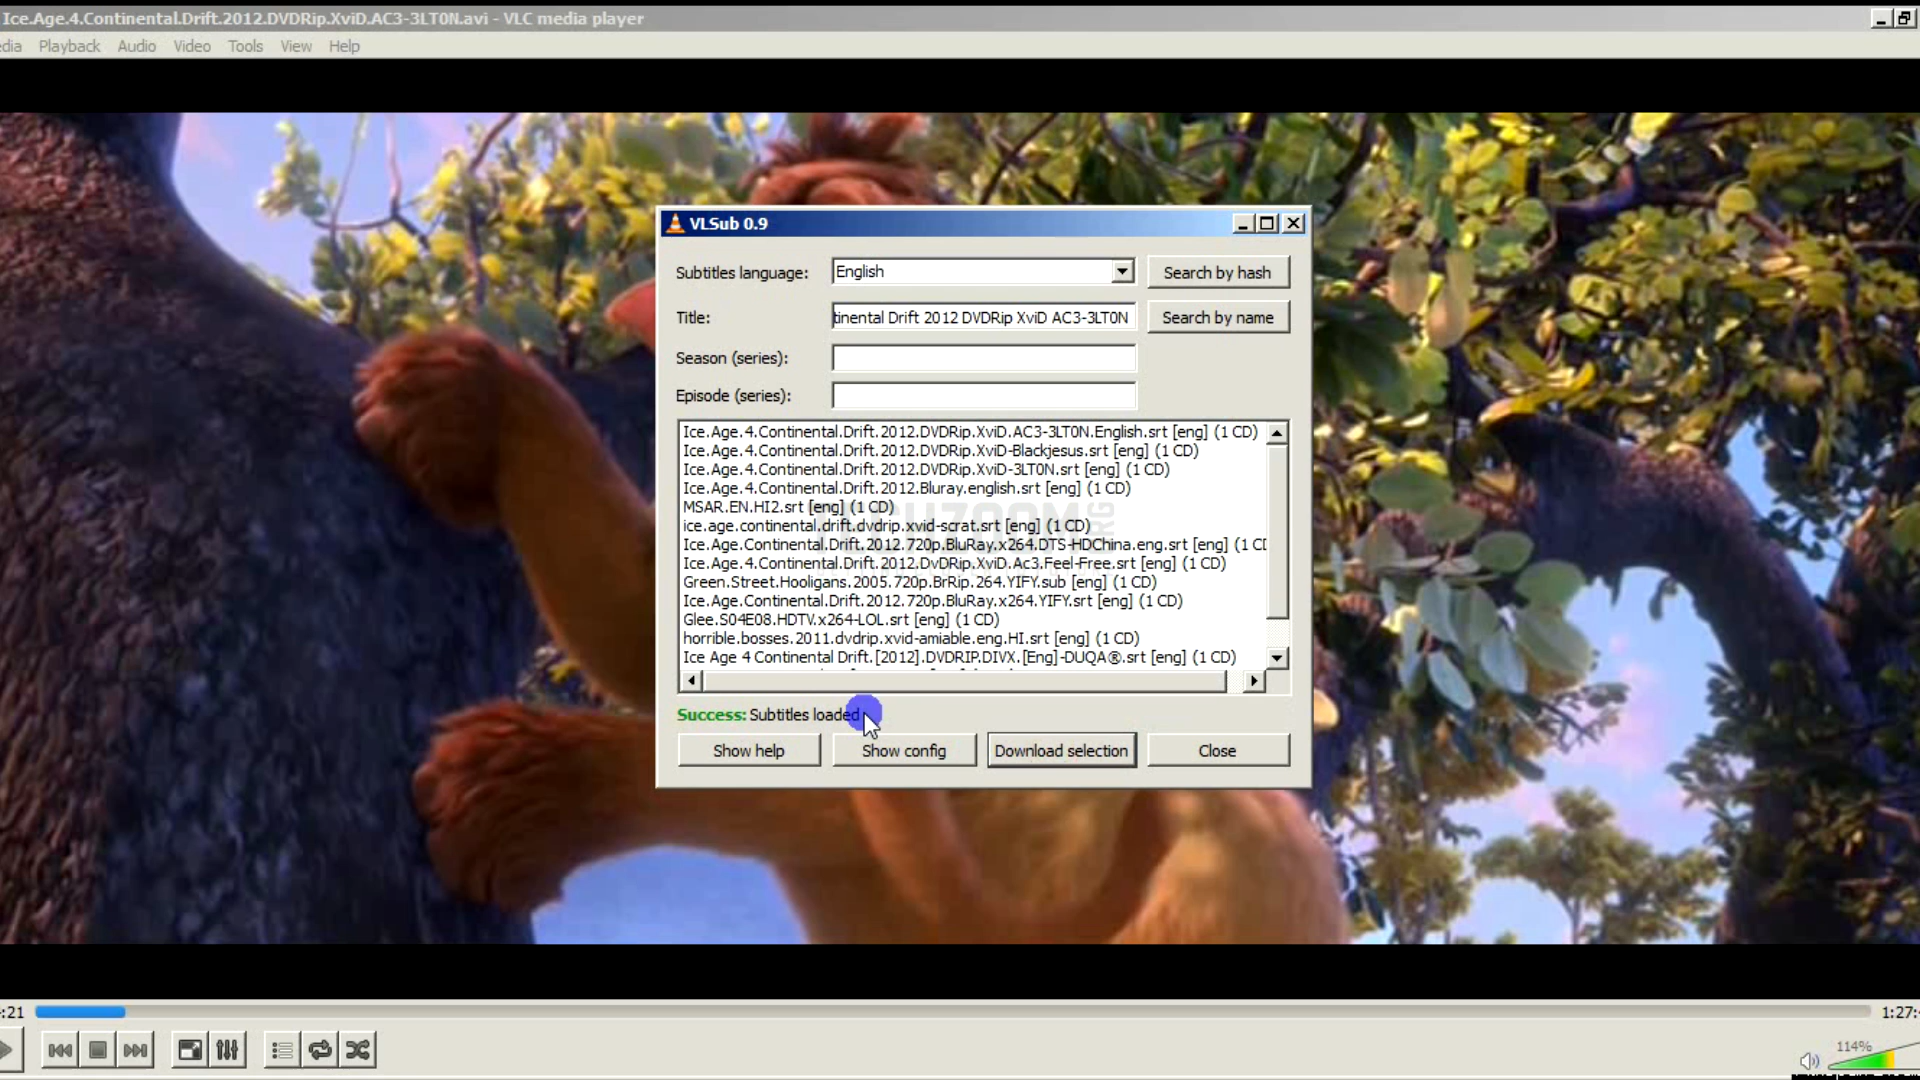 Ice.Age.4.Continental.Drift.2012.DVDRip.XviD.AC3-3LT0N.avi - VLC media player
dia Playback Audio Video Tools View Help
VLSub 0.9
Subtitles language: English Search by hash
Title: tinental Drift 2012 DVDRip XviD AC3-3LT0N Search by name
Season (series):
Episode (series):
Ice.Age.4.Continental.Drift.2012.DVDRip.XviD.AC3-3LT0N.English.srt [eng] (1 CD)
Ice.Age.4.Continental.Drift.2012.DVDRip.XviD-Blackjesus.srt [eng] (1 CD)
Ice.Age.4.Continental.Drift.2012.DVDRip.XviD-3LT0N.srt [eng] (1 CD)
Ice.Age.4.Continental.Drift.2012.Bluray.english.srt [eng] (1 CD)
MSAR.EN.HI2.srt [eng] (1 CD)
ice.age.continental.drift.dvdrip.xvid-scrat.srt [eng] (1 CD)
Ice.Age.Continental.Drift.2012.720p.BluRay.x264.DTS-HDChina.eng.srt [eng] (1 CD
Ice.Age.4.Continental.Drift.2012.DvDRip.XviD.Ac3.Feel-Free.srt [eng] (1 CD)
Green.Street.Hooligans.2005.720p.BrRip.264.YIFY.sub [eng] (1 CD)
Ice.Age.Continental.Drift.2012.720p.BluRay.x264.YIFY.srt [eng] (1 CD)
Glee.S04E08.HDTV.x264-LOL.srt [eng] (1 CD)
horrible.bosses.2011.dvdrip.xvid-amiable.eng.HI.srt [eng] (1 CD)
Ice Age 4 Continental Drift.[2012].DVDRIP.DIVX.[Eng]-DUQA®.srt [eng] (1 CD)
TECHZOOM.ORG
Success: Subtitles loaded
Show help Show config Download selection Close
:21 1:27:
114%